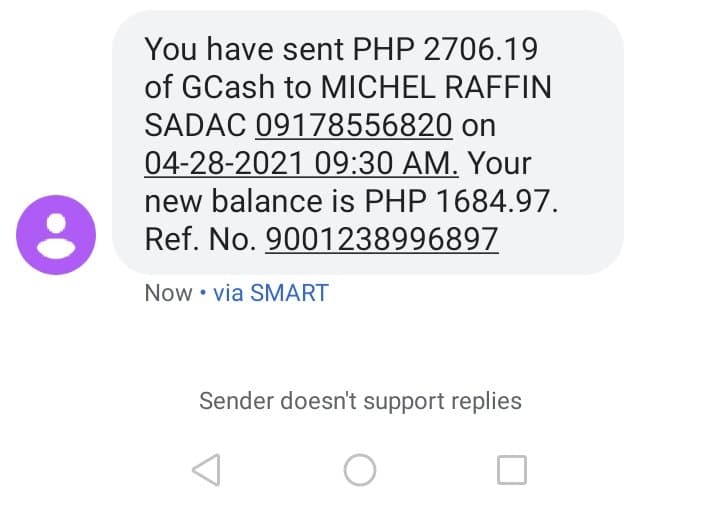 You have sent PHP 2706.19
of GCash to MICHEL RAFFIN
SADAC 09178556820 on
04-28-2021 09:30 AM. Your
new balance is PHP 1684.97.
Ref. No. 9001238996897
Now • via SMART
Sender doesn't support replies